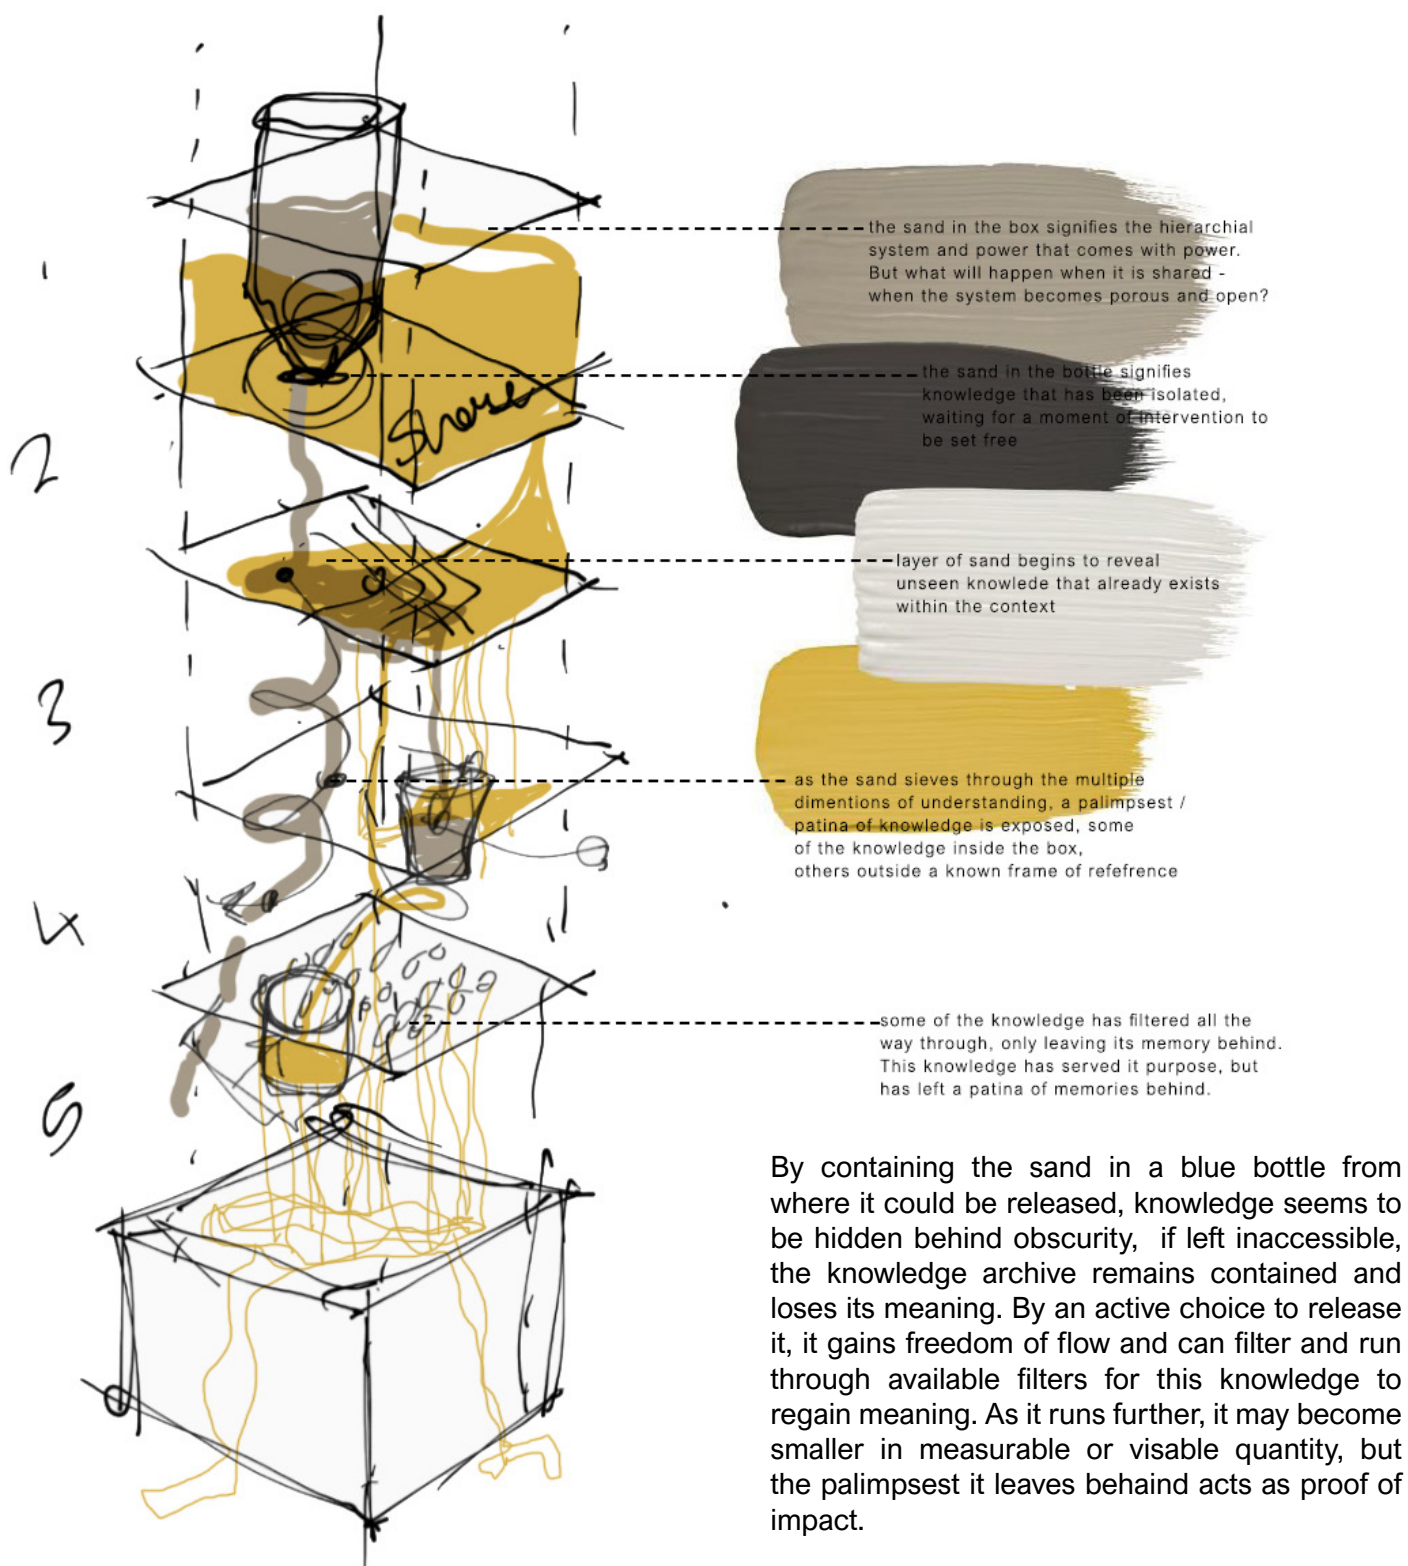 1
the sand in the box signifies the hierarchial
system and power that comes with power.
But what will happen when it is shared -
when the system becomes porous and open?
the sand in the bottle signifies
knowledge that has been isolated,
waiting for a moment of intervention to
be set free
Share
2
layer of sand begins to reveal
unseen knowlede that already exists
within the context
3
as the sand sieves through the multiple
dimentions of understanding, a palimpsest /
patina of knowledge is exposed, some
of the knowledge inside the box,
others outside a known frame of refefrence
4
some of the knowledge has filtered all the
way through, only leaving its memory behind.
This knowledge has served it purpose, but
has left a patina of memories behind.
5
By containing the sand in a blue bottle from
where it could be released, knowledge seems to
be hidden behind obscurity, if left inaccessible,
the knowledge archive remains contained and
loses its meaning. By an active choice to release
it, it gains freedom of flow and can filter and run
through available filters for this knowledge to
regain meaning. As it runs further, it may become
smaller in measurable or visable quantity, but
the palimpsest it leaves behaind acts as proof of
impact.